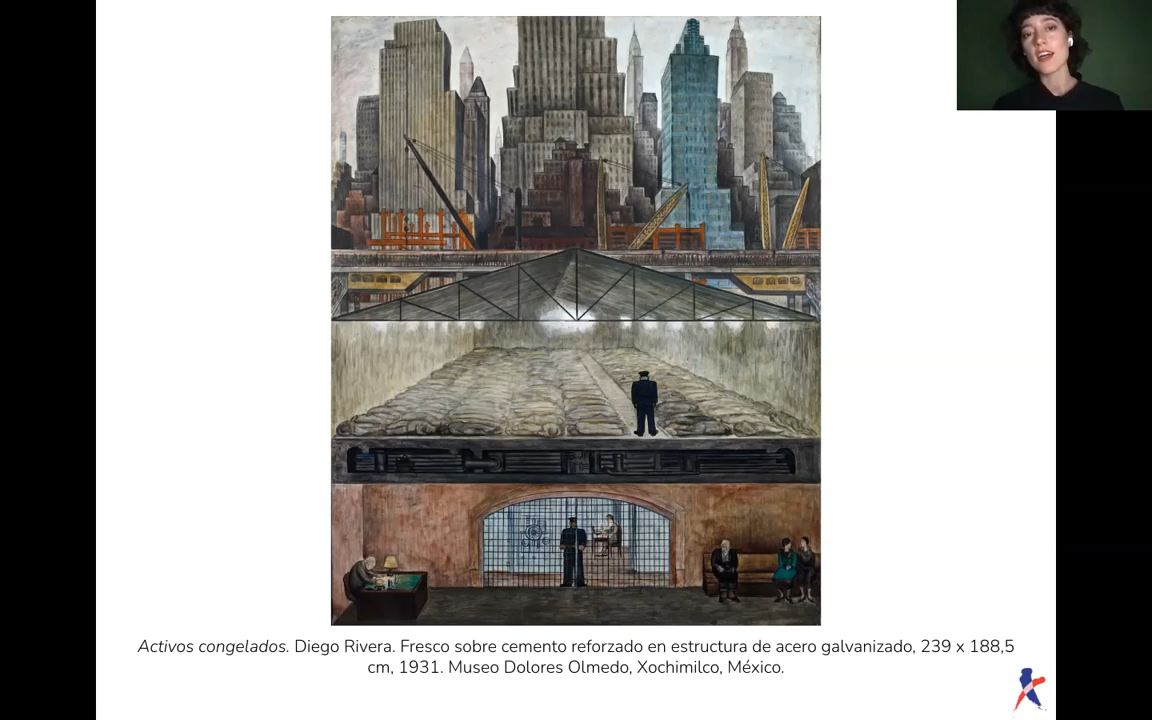 Activos congelados. Diego Rivera. Fresco sobre cemento reforzado en estructura de acero galvanizado, 239 x 188,5
cm, 1931. Museo Dolores Olmedo, Xochimilco, México.